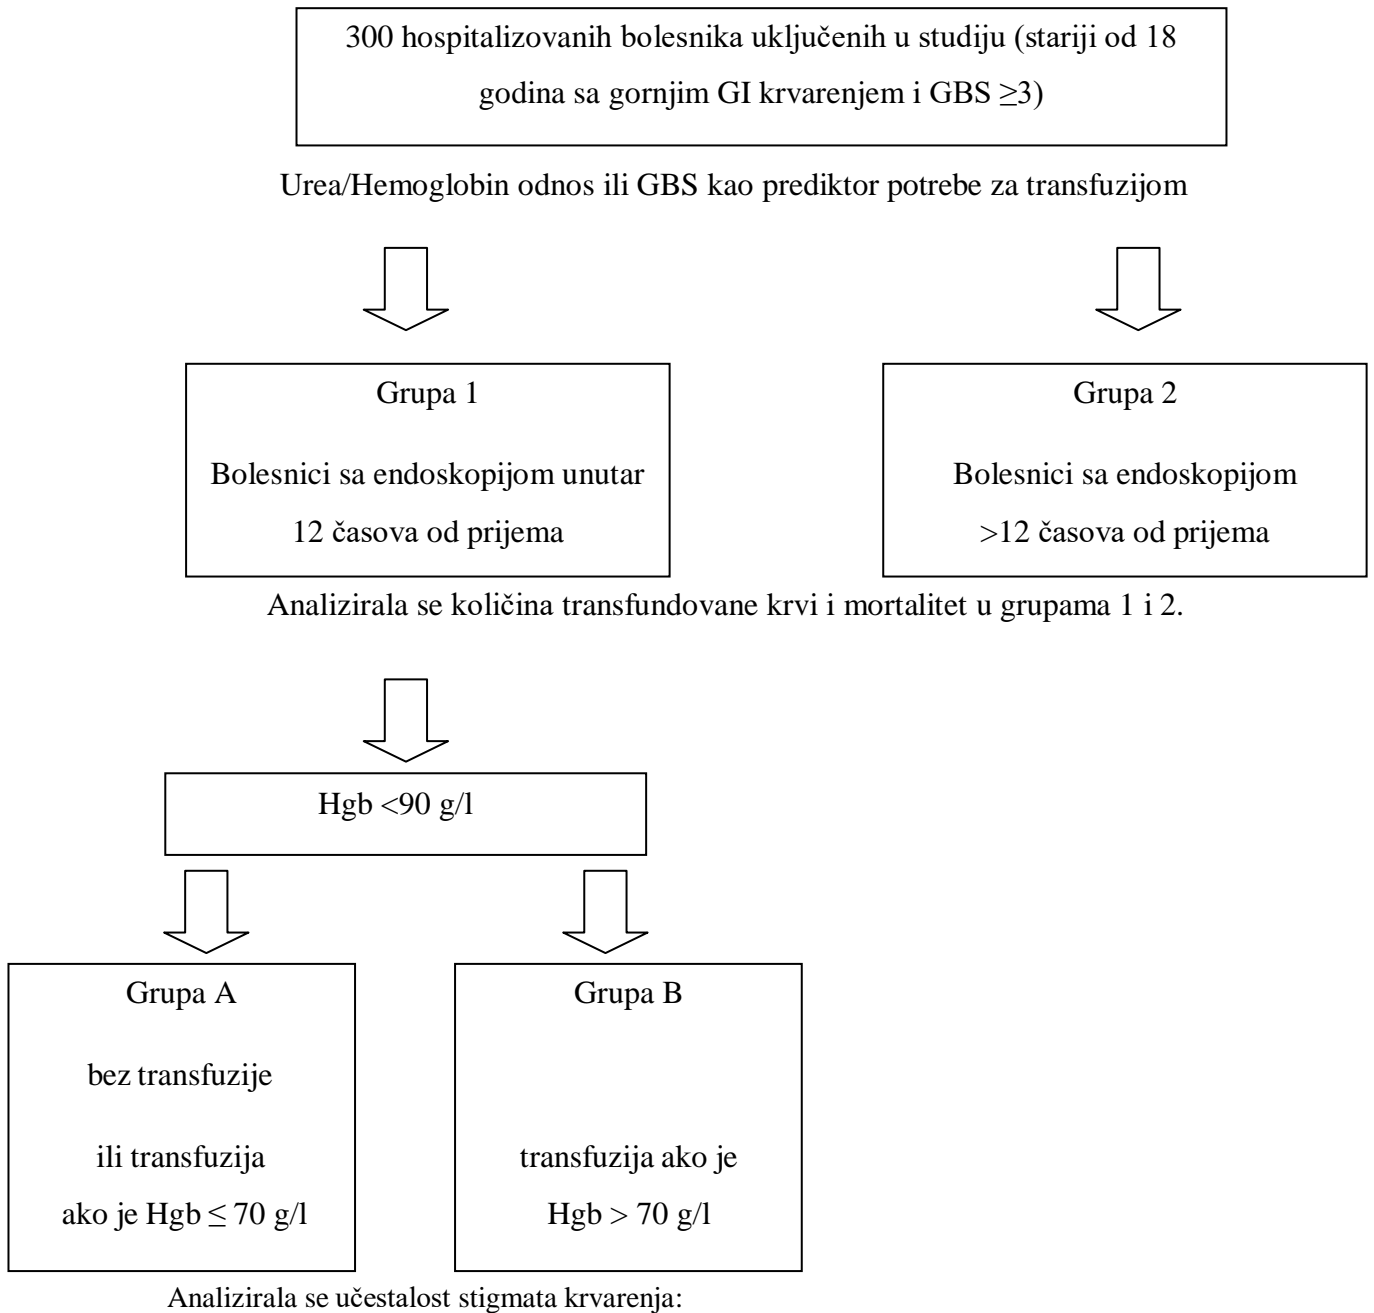 300 hospitalizovanih bolesnika uključenih u studiju (stariji od 18
godina sa gornjim GI krvarenjem i GBS ≥3)
Urea/Hemoglobin odnos ili GBS kao prediktor potrebe za transfuzijom
Grupa 1
Bolesnici sa endoskopijom unutar
12 časova od prijema
Grupa 2
Bolesnici sa endoskopijom
>12 časova od prijema
Analizirala se količina transfundovane krvi i mortalitet u grupama 1 i 2.
Hgb <90 g/l
Grupa A
bez transfuzije
ili transfuzija
ako je Hgb ≤ 70 g/l
Grupa B
transfuzija ako je
Hgb > 70 g/l
Analizirala se učestalost stigmata krvarenja: